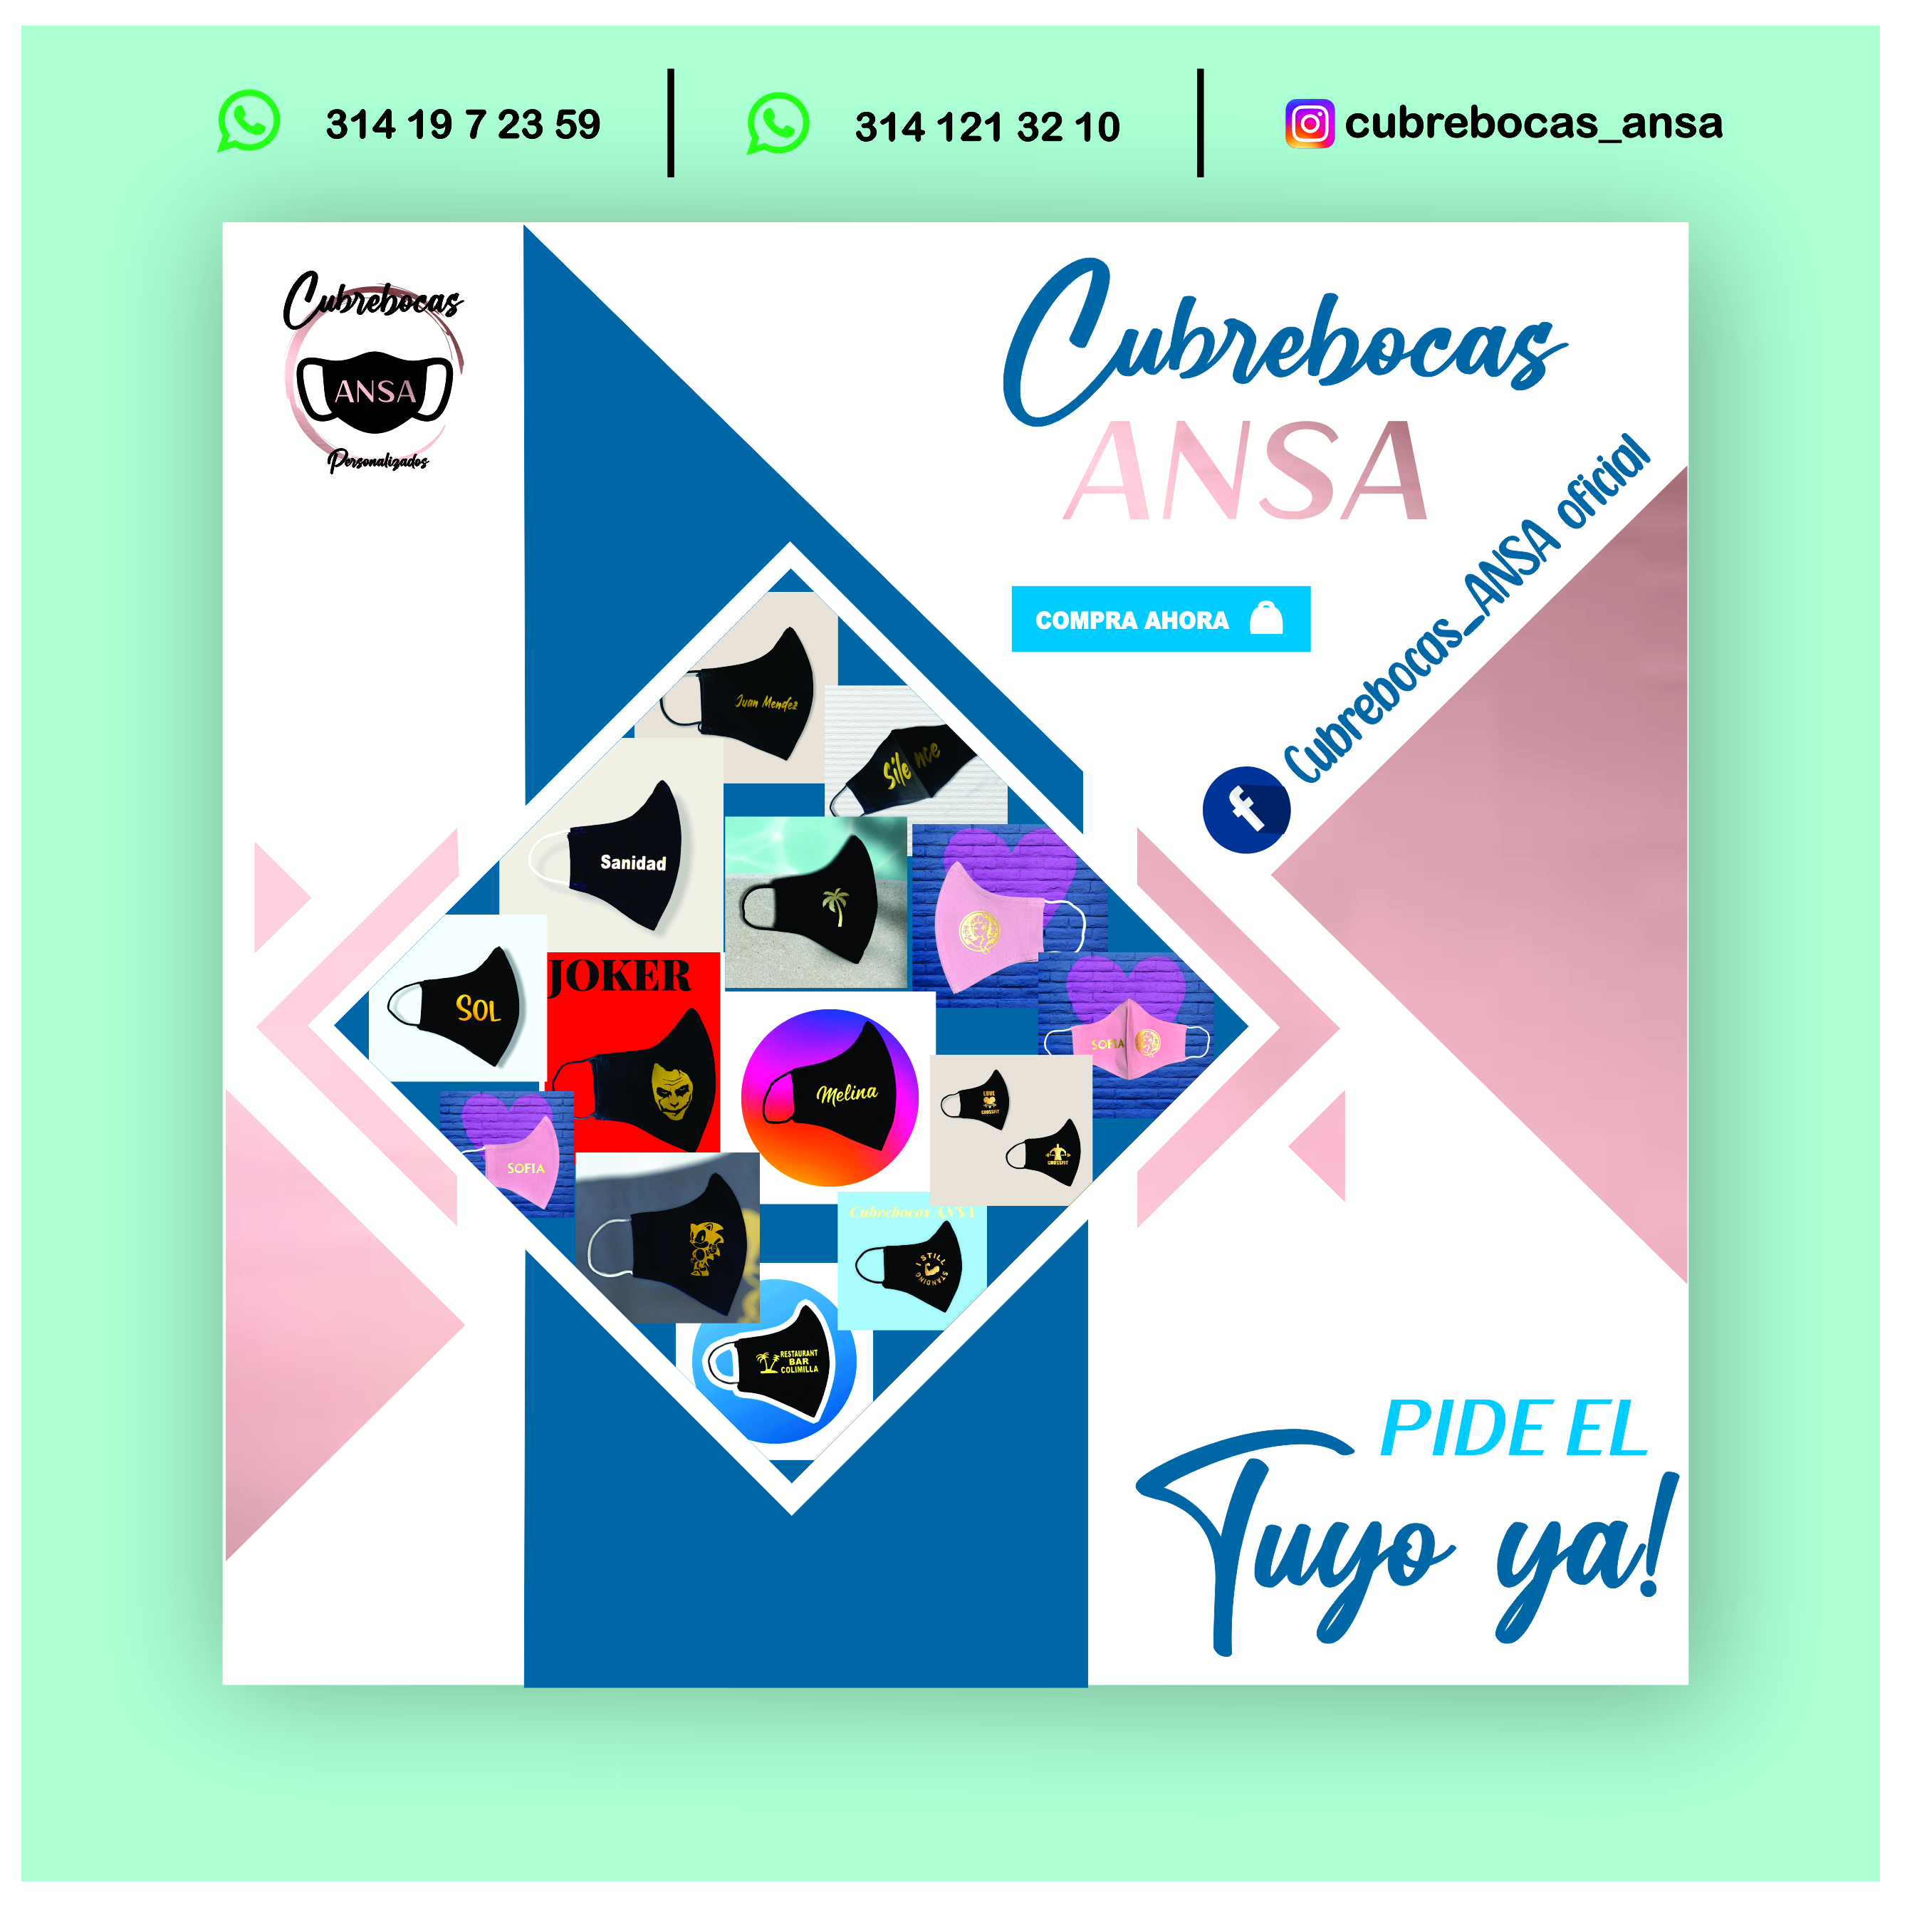 314 19 7 23 59
314 121 32 10
cubrebocas_ansa
Cubrebocas
ANSA
Personalizados
Cubrebocas
ANSA
COMPRA AHORA
Cubrebocas_ANSA oficial
Juan Mendez
Silence
Sanidad
SOL
JOKER
Melina
SOFIA
LOVE
CROSSFIT
CROSSFIT
SOFIA
Cubrebocas ANSA
I STILL
STANDING
RESTAURANT
BAR
COLIMILLA
PIDE EL
Tuyo ya!